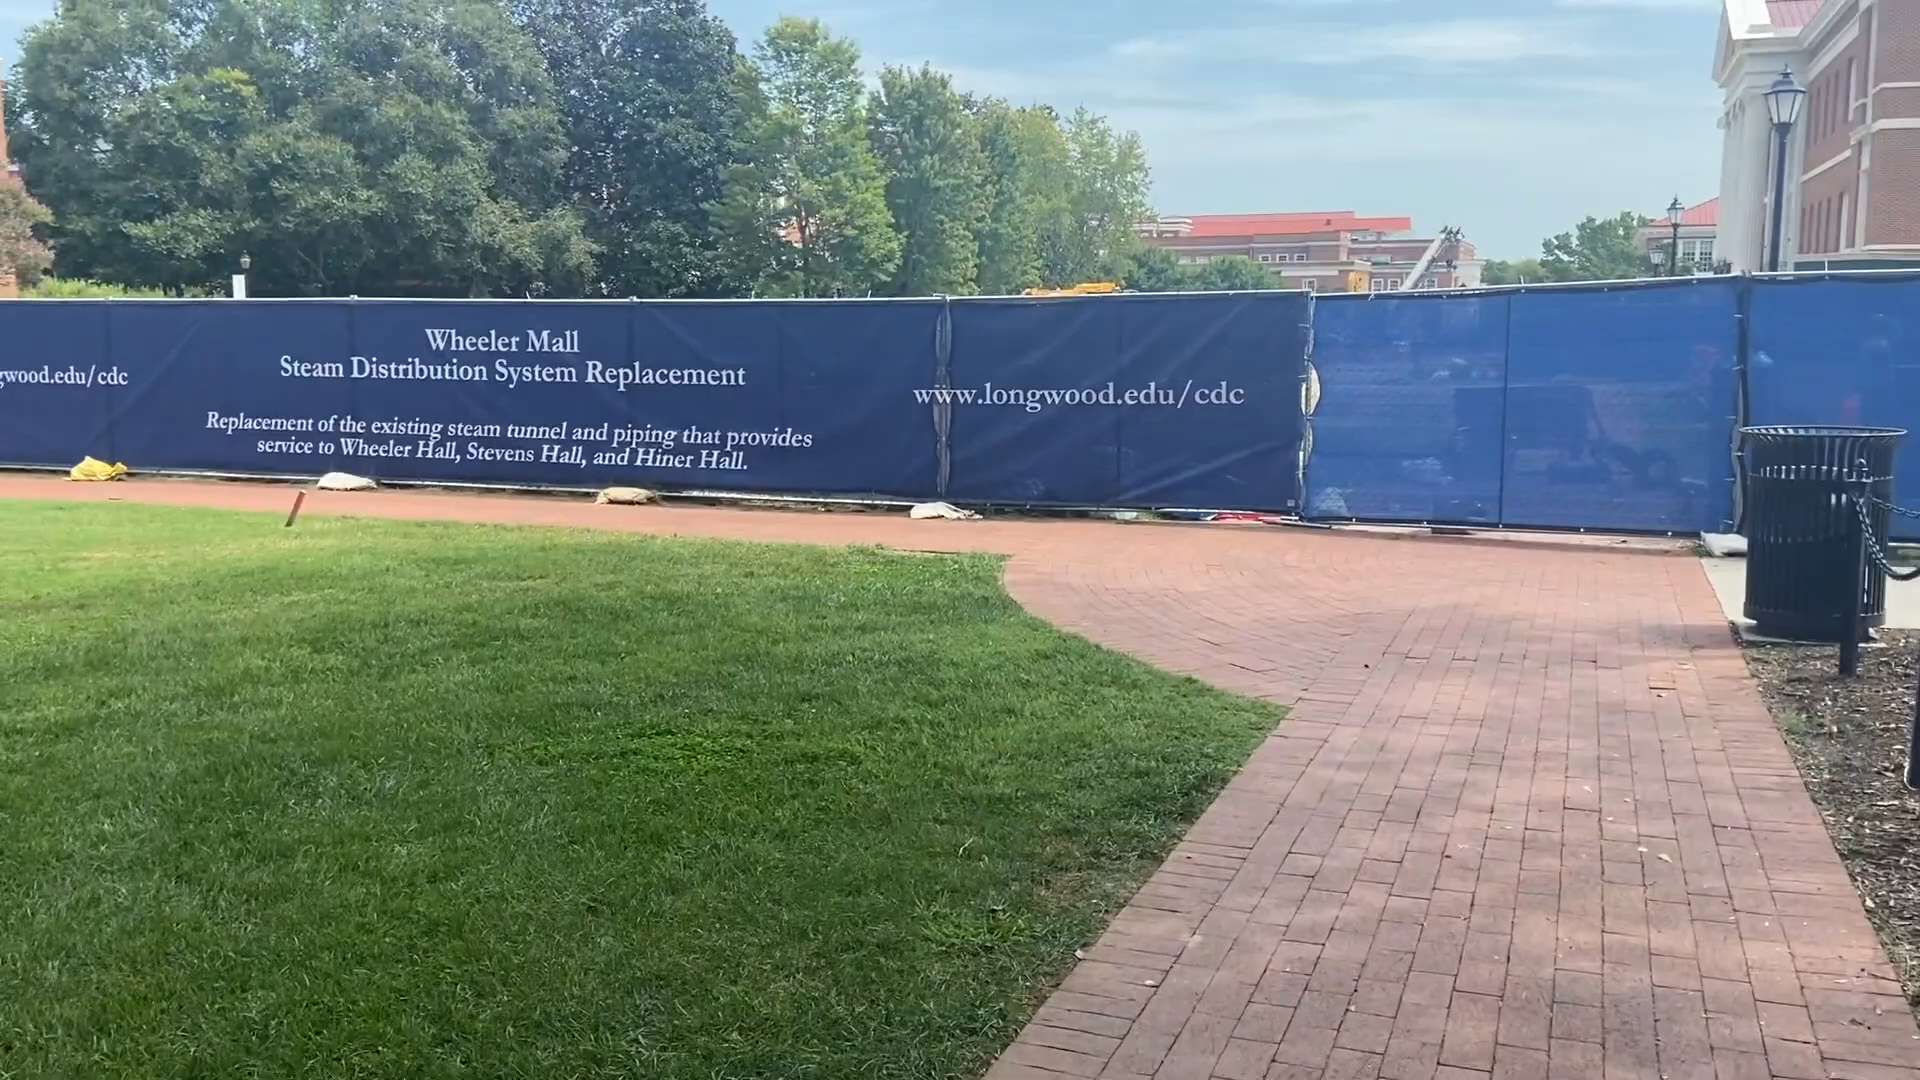 gwood.edu/cdc
Wheeler Mall
Steam Distribution System Replacement
Replacement of the existing steam tunnel and piping that provides
service to Wheeler Hall, Stevens Hall, and Hiner Hall.
www.longwood.edu/cdc